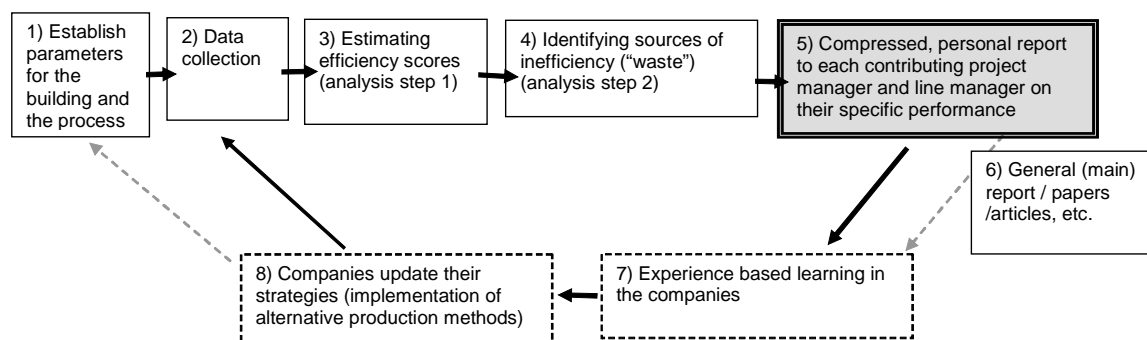 1) Establish
parameters
for the
building and
the process
2) Data
collection
3) Estimating
efficiency scores
(analysis step 1)
4) Identifying sources of
inefficiency (“waste”)
(analysis step 2)
5) Compressed, personal report
to each contributing project
manager and line manager on
their specific performance
6) General (main)
report / papers
/articles, etc.
7) Experience based learning in
the companies
8) Companies update their
strategies (implementation of
alternative production methods)